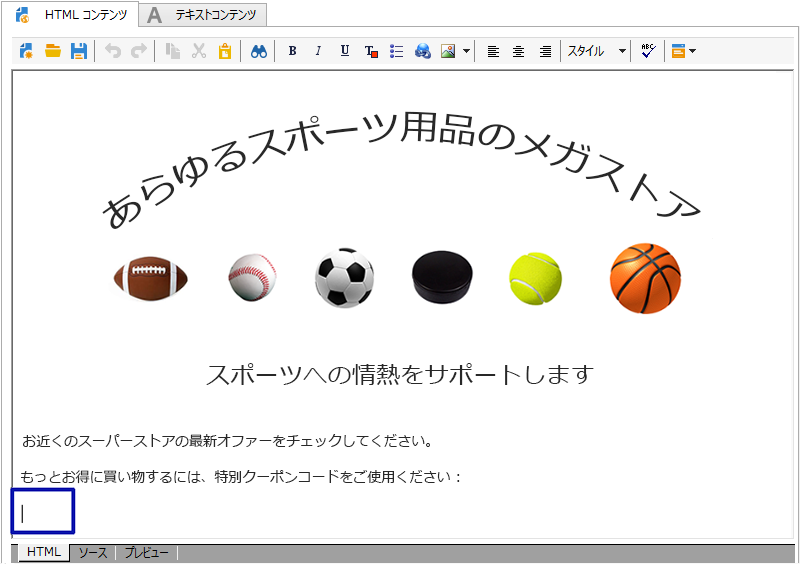 HTML コンテンツ
A テキストコンテンツ
B I U T スタイル ABC
あらゆるスポーツ用品のメガストア
スポーツへの情熱をサポートします
お近くのスーパーストアの最新オファーをチェックしてください。
もっとお得に買い物するには、特別クーポンコードをご使用ください：
HTML ソース プレビュー